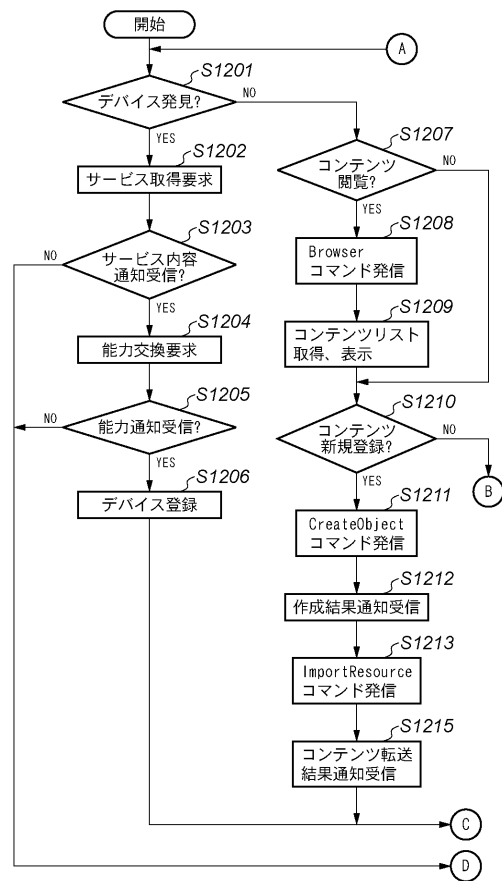 開始
A
S1201
デバイス発見?
NO
YES
S1202
サービス取得要求
S1203
サービス内容
通知受信?
NO
YES
S1204
能力交換要求
S1205
能力通知受信?
NO
YES
S1206
デバイス登録
S1207
コンテンツ
閲覧?
NO
YES
S1208
Browser
コマンド発信
S1209
コンテンツリスト
取得、表示
S1210
コンテンツ
新規登録?
NO
B
YES
S1211
CreateObject
コマンド発信
S1212
作成結果通知受信
S1213
ImportResource
コマンド発信
S1215
コンテンツ転送
結果通知受信
C
D